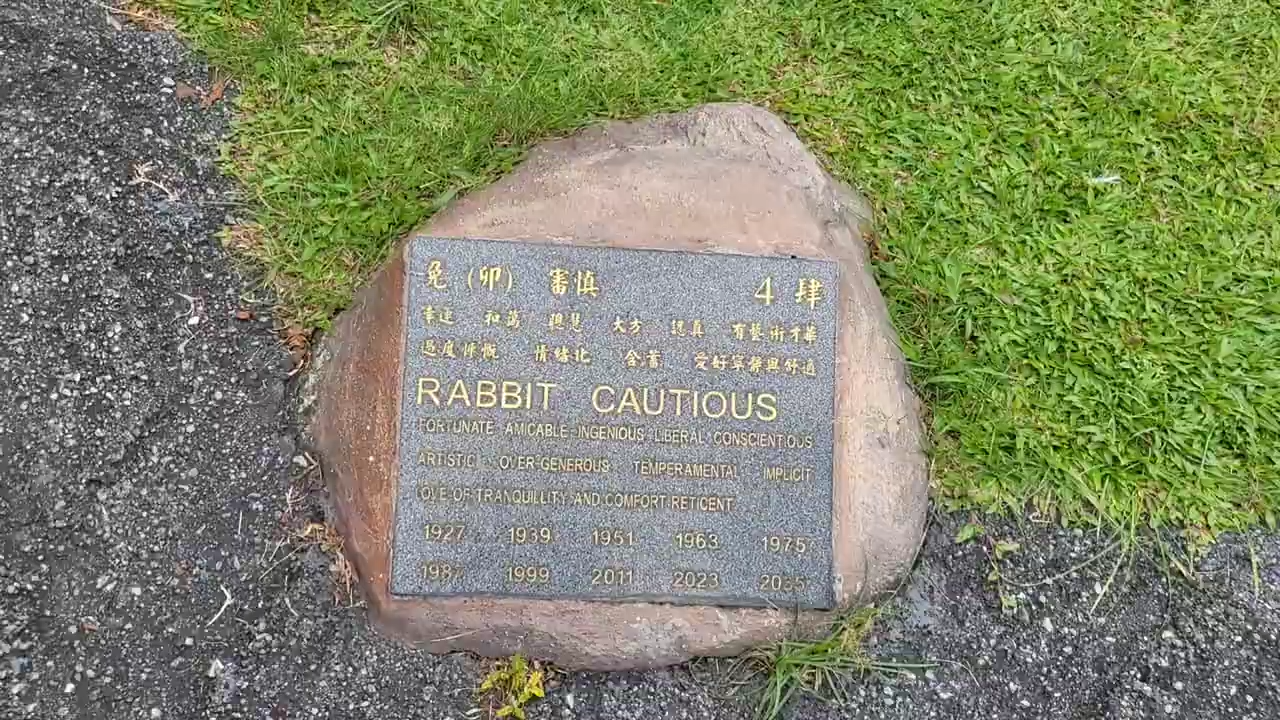 兔 (卯) 審慎 4 肆
幸運 和藹 聰慧 大方 認真 有藝術才華
過度慷慨 情緒化 含蓄 愛好寧靜與舒適
RABBIT CAUTIOUS
FORTUNATE AMICABLE INGENIOUS LIBERAL CONSCIENTIOUS
ARTISTIC OVER-GENEROUS TEMPERAMENTAL IMPLICIT
LOVE OF TRANQUILLITY AND COMFORT RETICENT
1927 1939 1951 1963 1975
1987 1999 2011 2023 2035